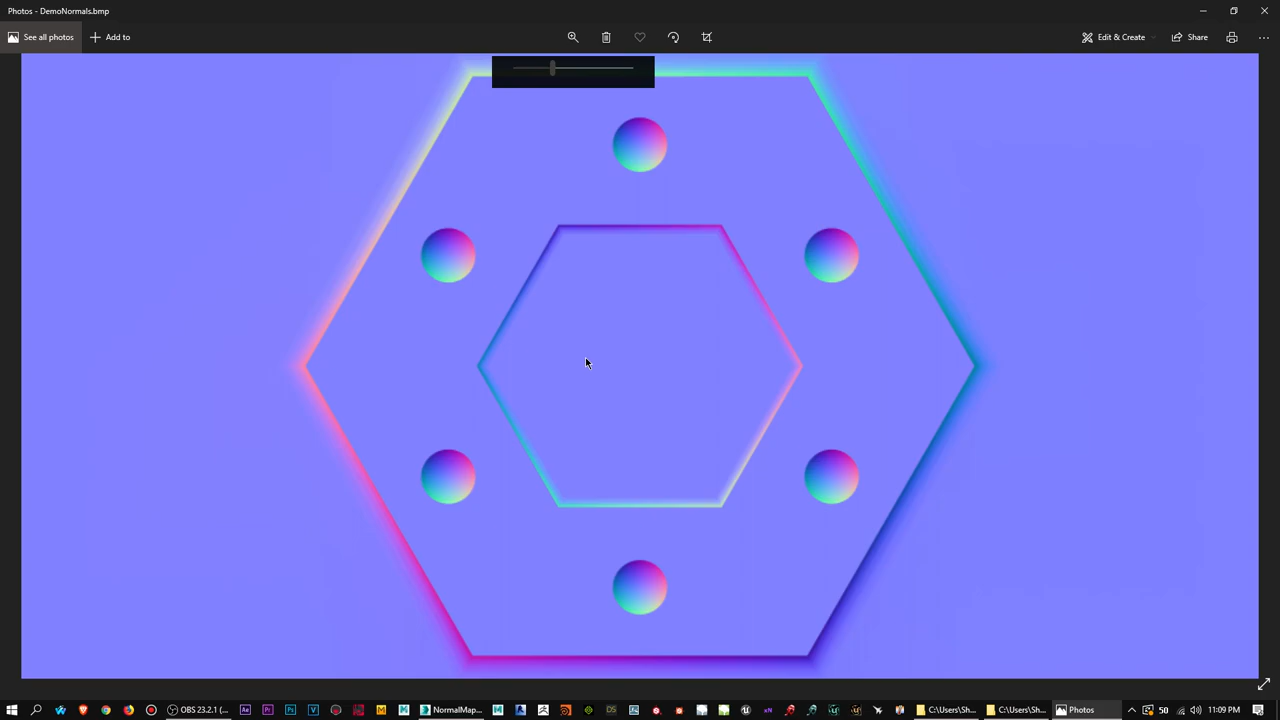 Photos - DemoNormals.bmp
See all photos
Add to
Edit & Create
Share
OBS 23.2.1 (...
NormalMap...
C:\Users\Sh...
C:\Users\Sh...
Photos
50
11:09 PM